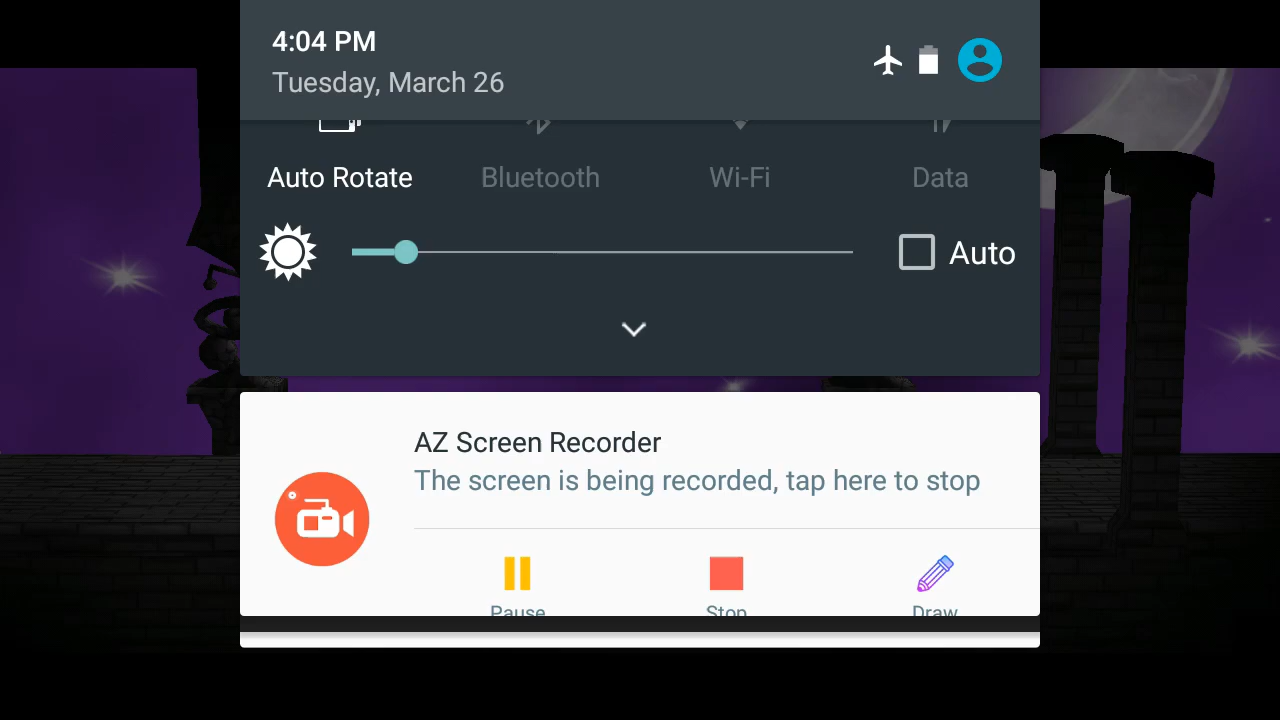 4:04 PM
Tuesday, March 26
Auto Rotate
Bluetooth
Wi-Fi
Data
Auto
AZ Screen Recorder
The screen is being recorded, tap here to stop
Pause
Stop
Draw